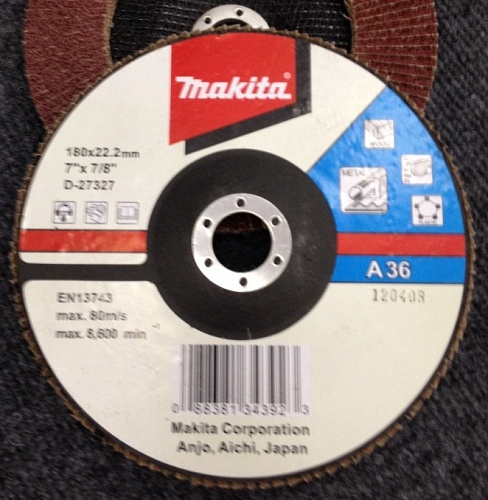 Makita
180x22.2mm
7"x 7/8"
D-27327
WOOD
METAL
A 36
120408
EN13743
max. 80m/s
max. 8,600 min
0 88381 34392 3
Makita Corporation
Anjo, Aichi, Japan